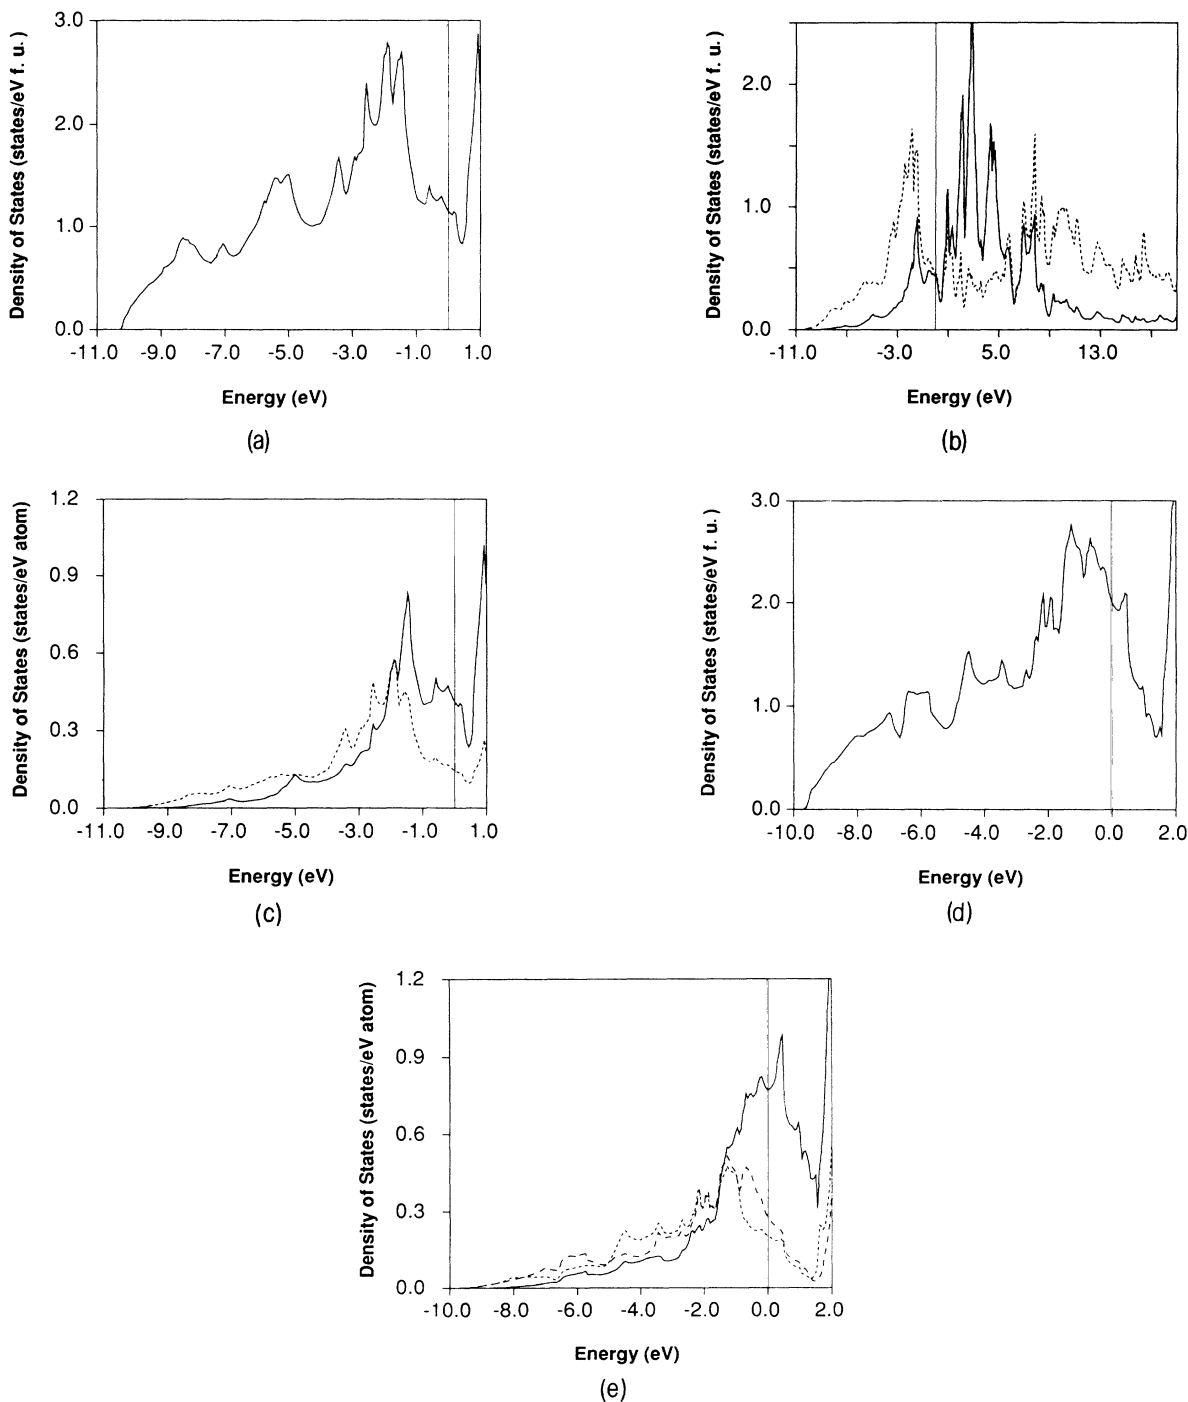 Density of States (states/eV f. u.)
3.0
2.0
1.0
0.0
-11.0 -9.0 -7.0 -5.0 -3.0 -1.0 1.0
Energy (eV)
(a)
Density of States (states/eV f. u.)
2.0
1.0
0.0
-11.0 -3.0 5.0 13.0
Energy (eV)
(b)
Density of States (states/eV atom)
1.2
0.9
0.6
0.3
0.0
-11.0 -9.0 -7.0 -5.0 -3.0 -1.0 1.0
Energy (eV)
(c)
Density of States (states/eV f. u.)
3.0
2.0
1.0
0.0
-10.0 -8.0 -6.0 -4.0 -2.0 0.0 2.0
Energy (eV)
(d)
Density of States (states/eV atom)
1.2
0.9
0.6
0.3
0.0
-10.0 -8.0 -6.0 -4.0 -2.0 0.0 2.0
Energy (eV)
(e)